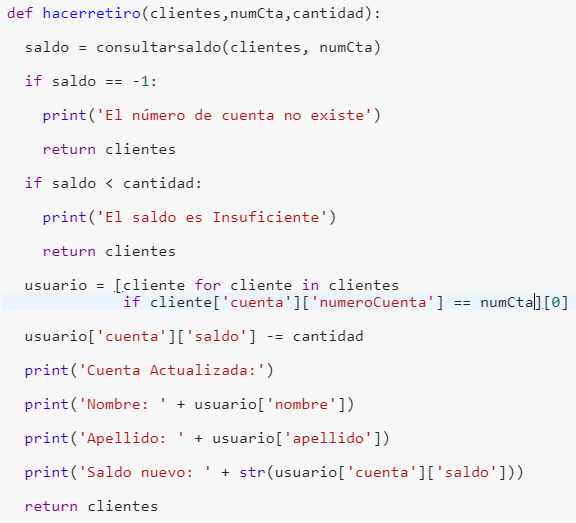 def hacerretiro(clientes,numCta,cantidad):
saldo = consultarsaldo(clientes, numCta)
if saldo == -1:
print('El número de cuenta no existe')
return clientes
if saldo < cantidad:
print('El saldo es Insuficiente')
return clientes
usuario = [cliente for cliente in clientes
if cliente['cuenta']['numeroCuenta'] == numCta][0]
usuario['cuenta']['saldo'] -= cantidad
print('Cuenta Actualizada:')
print('Nombre: ' + usuario['nombre'])
print('Apellido: ' + usuario['apellido'])
print('Saldo nuevo: ' + str(usuario['cuenta']['saldo']))
return clientes